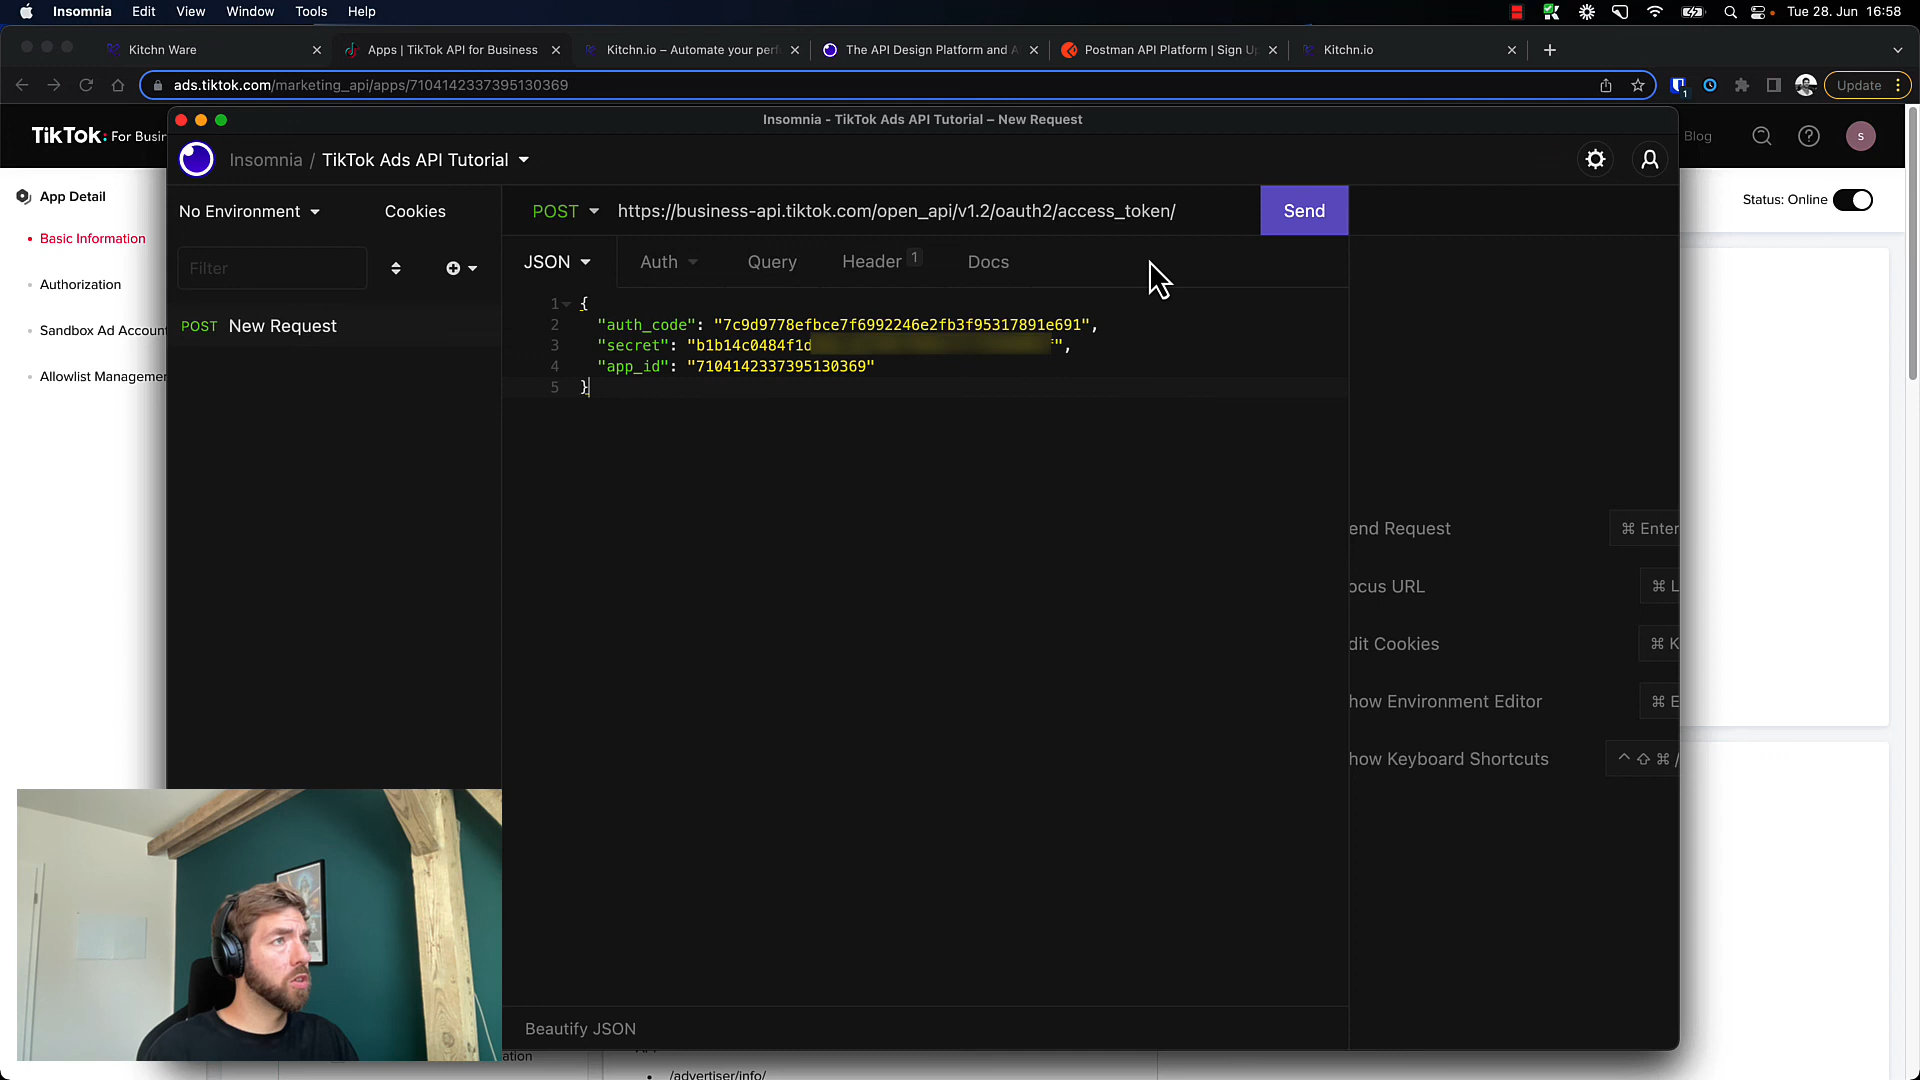 Insomnia Edit View Window Tools Help
Tue 28. Jun 16:58
Kitchn Ware
Apps | TikTok API for Business
Kitchn.io – Automate your perf
The API Design Platform and A
Postman API Platform | Sign U
Kitchn.io
ads.tiktok.com/marketing_api/apps/7104142337395130369
1
Update
TikTok: For Busin
Blog
S
Insomnia - TikTok Ads API Tutorial – New Request
Insomnia / TikTok Ads API Tutorial
App Detail
Status: Online
No Environment
Cookies
POST
https://business-api.tiktok.com/open_api/v1.2/oauth2/access_token/
Send
Basic Information
Authorization
Sandbox Ad Account
Allowlist Managemen
Filter
JSON
Auth
Query
Header 1
Docs
POST New Request
1 {
2 "auth_code": "7c9d9778efbce7f6992246e2fb3f95317891e691",
3 "secret": "b1b14c0484f1d f",
4 "app_id": "7104142337395130369"
5 }
end Request
⌘ Enter
ocus URL
⌘ L
dit Cookies
⌘ K
how Environment Editor
⌘ E
how Keyboard Shortcuts
^ ⇧ ⌘ /
Beautify JSON
ation
/advertiser/info/